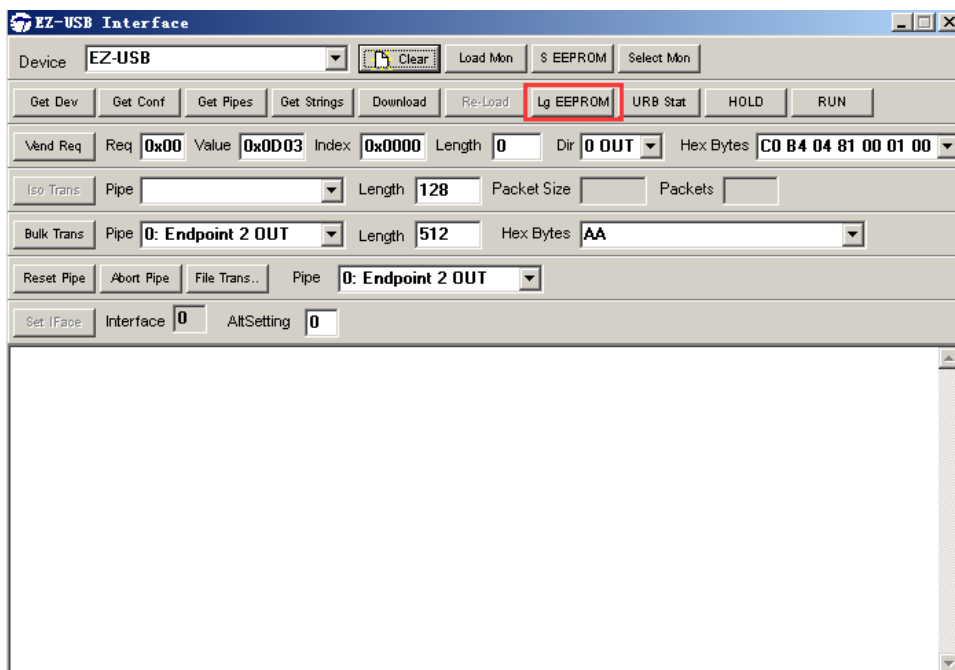 EZ-USB Interface
Device EZ-USB Clear Load Mon S EEPROM Select Mon
Get Dev Get Conf Get Pipes Get Strings Download Re-Load Lg EEPROM URB Stat HOLD RUN
Vend Req Req 0x00 Value 0x0D03 Index 0x0000 Length 0 Dir 0 OUT Hex Bytes C0 B4 04 81 00 01 00
Iso Trans Pipe Length 128 Packet Size Packets
Bulk Trans Pipe 0: Endpoint 2 OUT Length 512 Hex Bytes AA
Reset Pipe Abort Pipe File Trans.. Pipe 0: Endpoint 2 OUT
Set IFace Interface 0 AltSetting 0